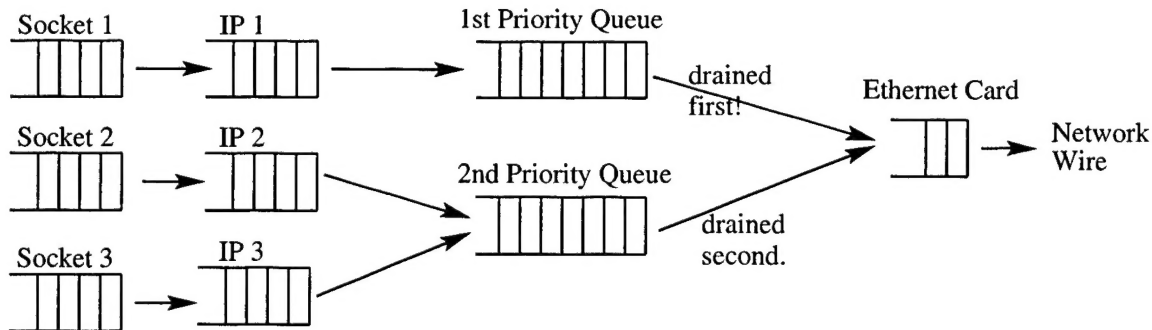 Socket 1
IP 1
1st Priority Queue
drained
first!
Ethernet Card
Network
Wire
Socket 2
IP 2
2nd Priority Queue
drained
second.
Socket 3
IP 3